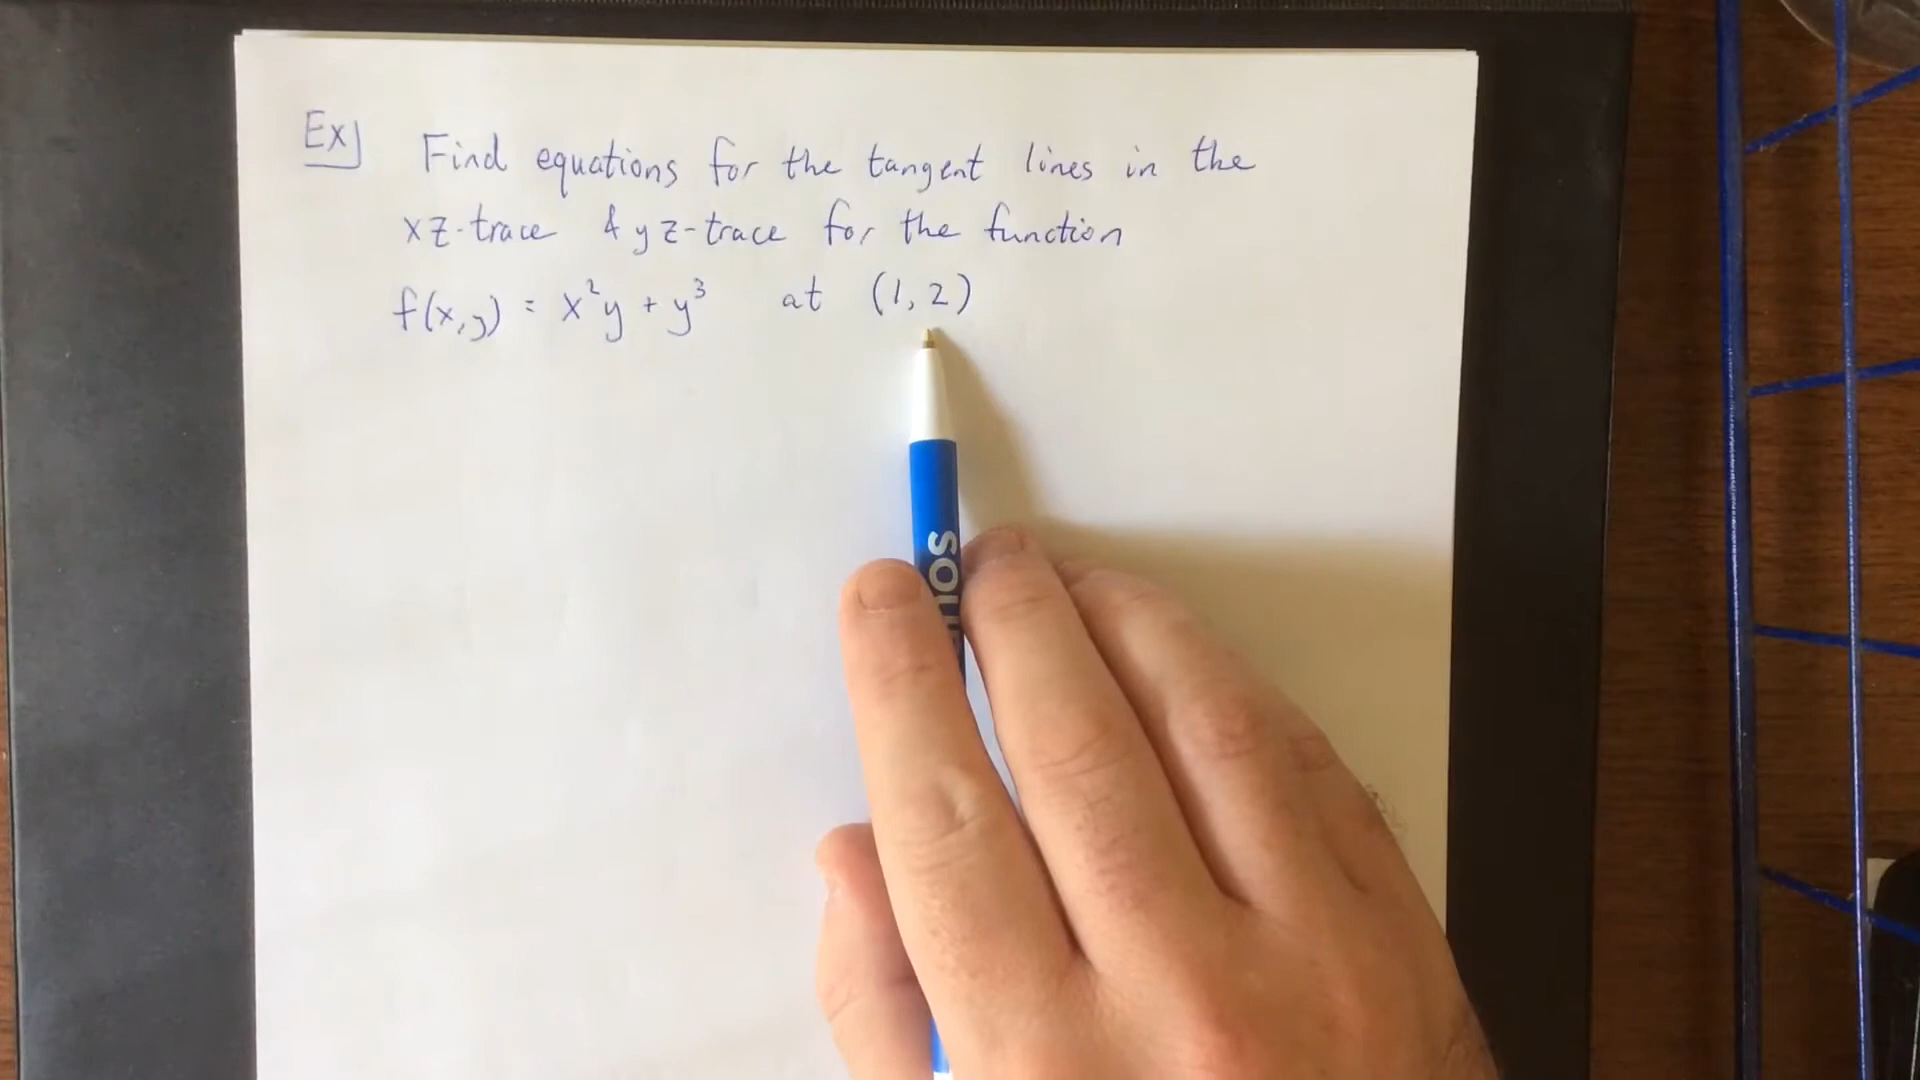 Ex] Find equations for the tangent lines in the
xz-trace & yz-trace for the function
f(x,y) = x²y + y³ at (1,2)